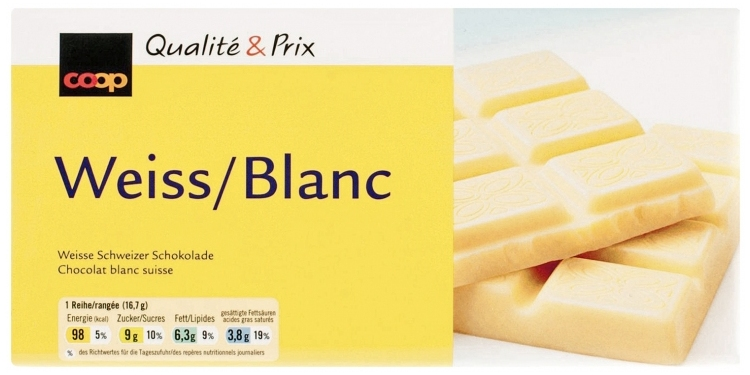 coop
Qualité & Prix
Weiss/Blanc
Weisse Schweizer Schokolade
Chocolat blanc suisse
1 Reihe/rangée (16,7 g)
Energie (kcal) Zucker/Sucres Fett/Lipides gesättigte Fettsäuren
acides gras saturés
98 5% 9 g 10% 6,3g 9% 3,8 g 19%
% des Richtwertes für die Tageszufuhr/des repères nutritionnels journaliers